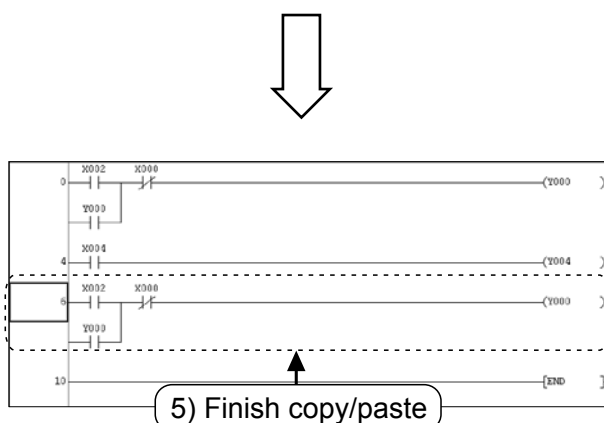 X002 X000
0 (Y000 )
Y000
X004
4 (Y004 )
X002 X000
6 (Y000 )
Y000
10 [END ]
5) Finish copy/paste